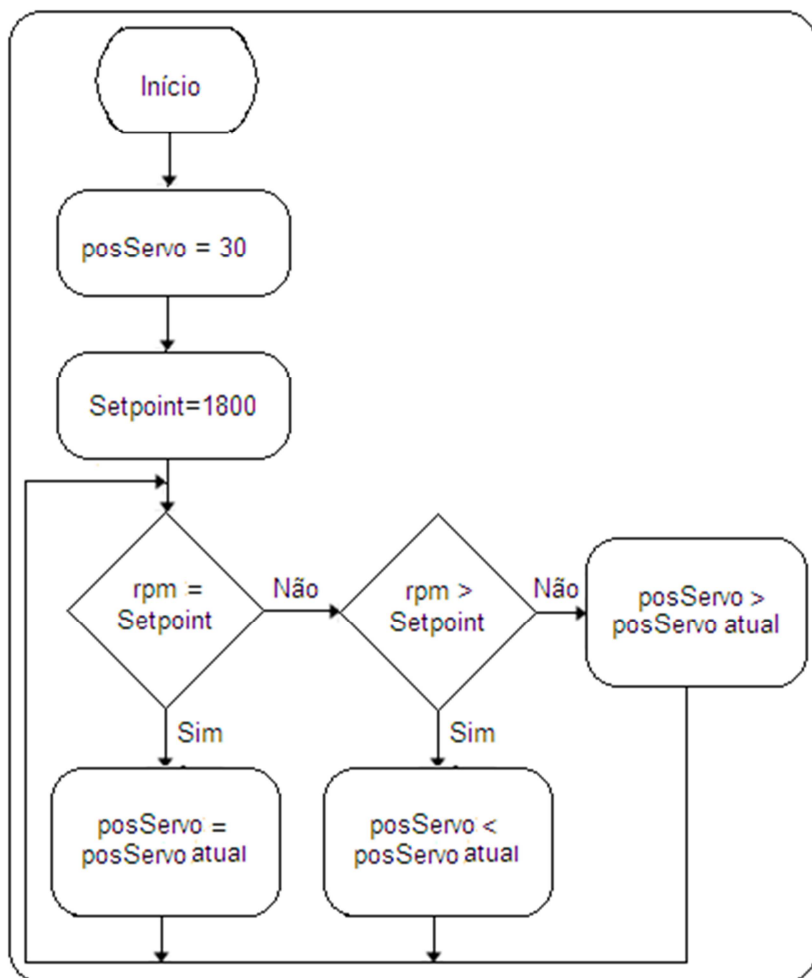 Início
posServo = 30
Setpoint=1800
rpm =
Setpoint
Não
rpm >
Setpoint
Não
posServo >
posServo atual
Sim
Sim
posServo =
posServo atual
posServo <
posServo atual